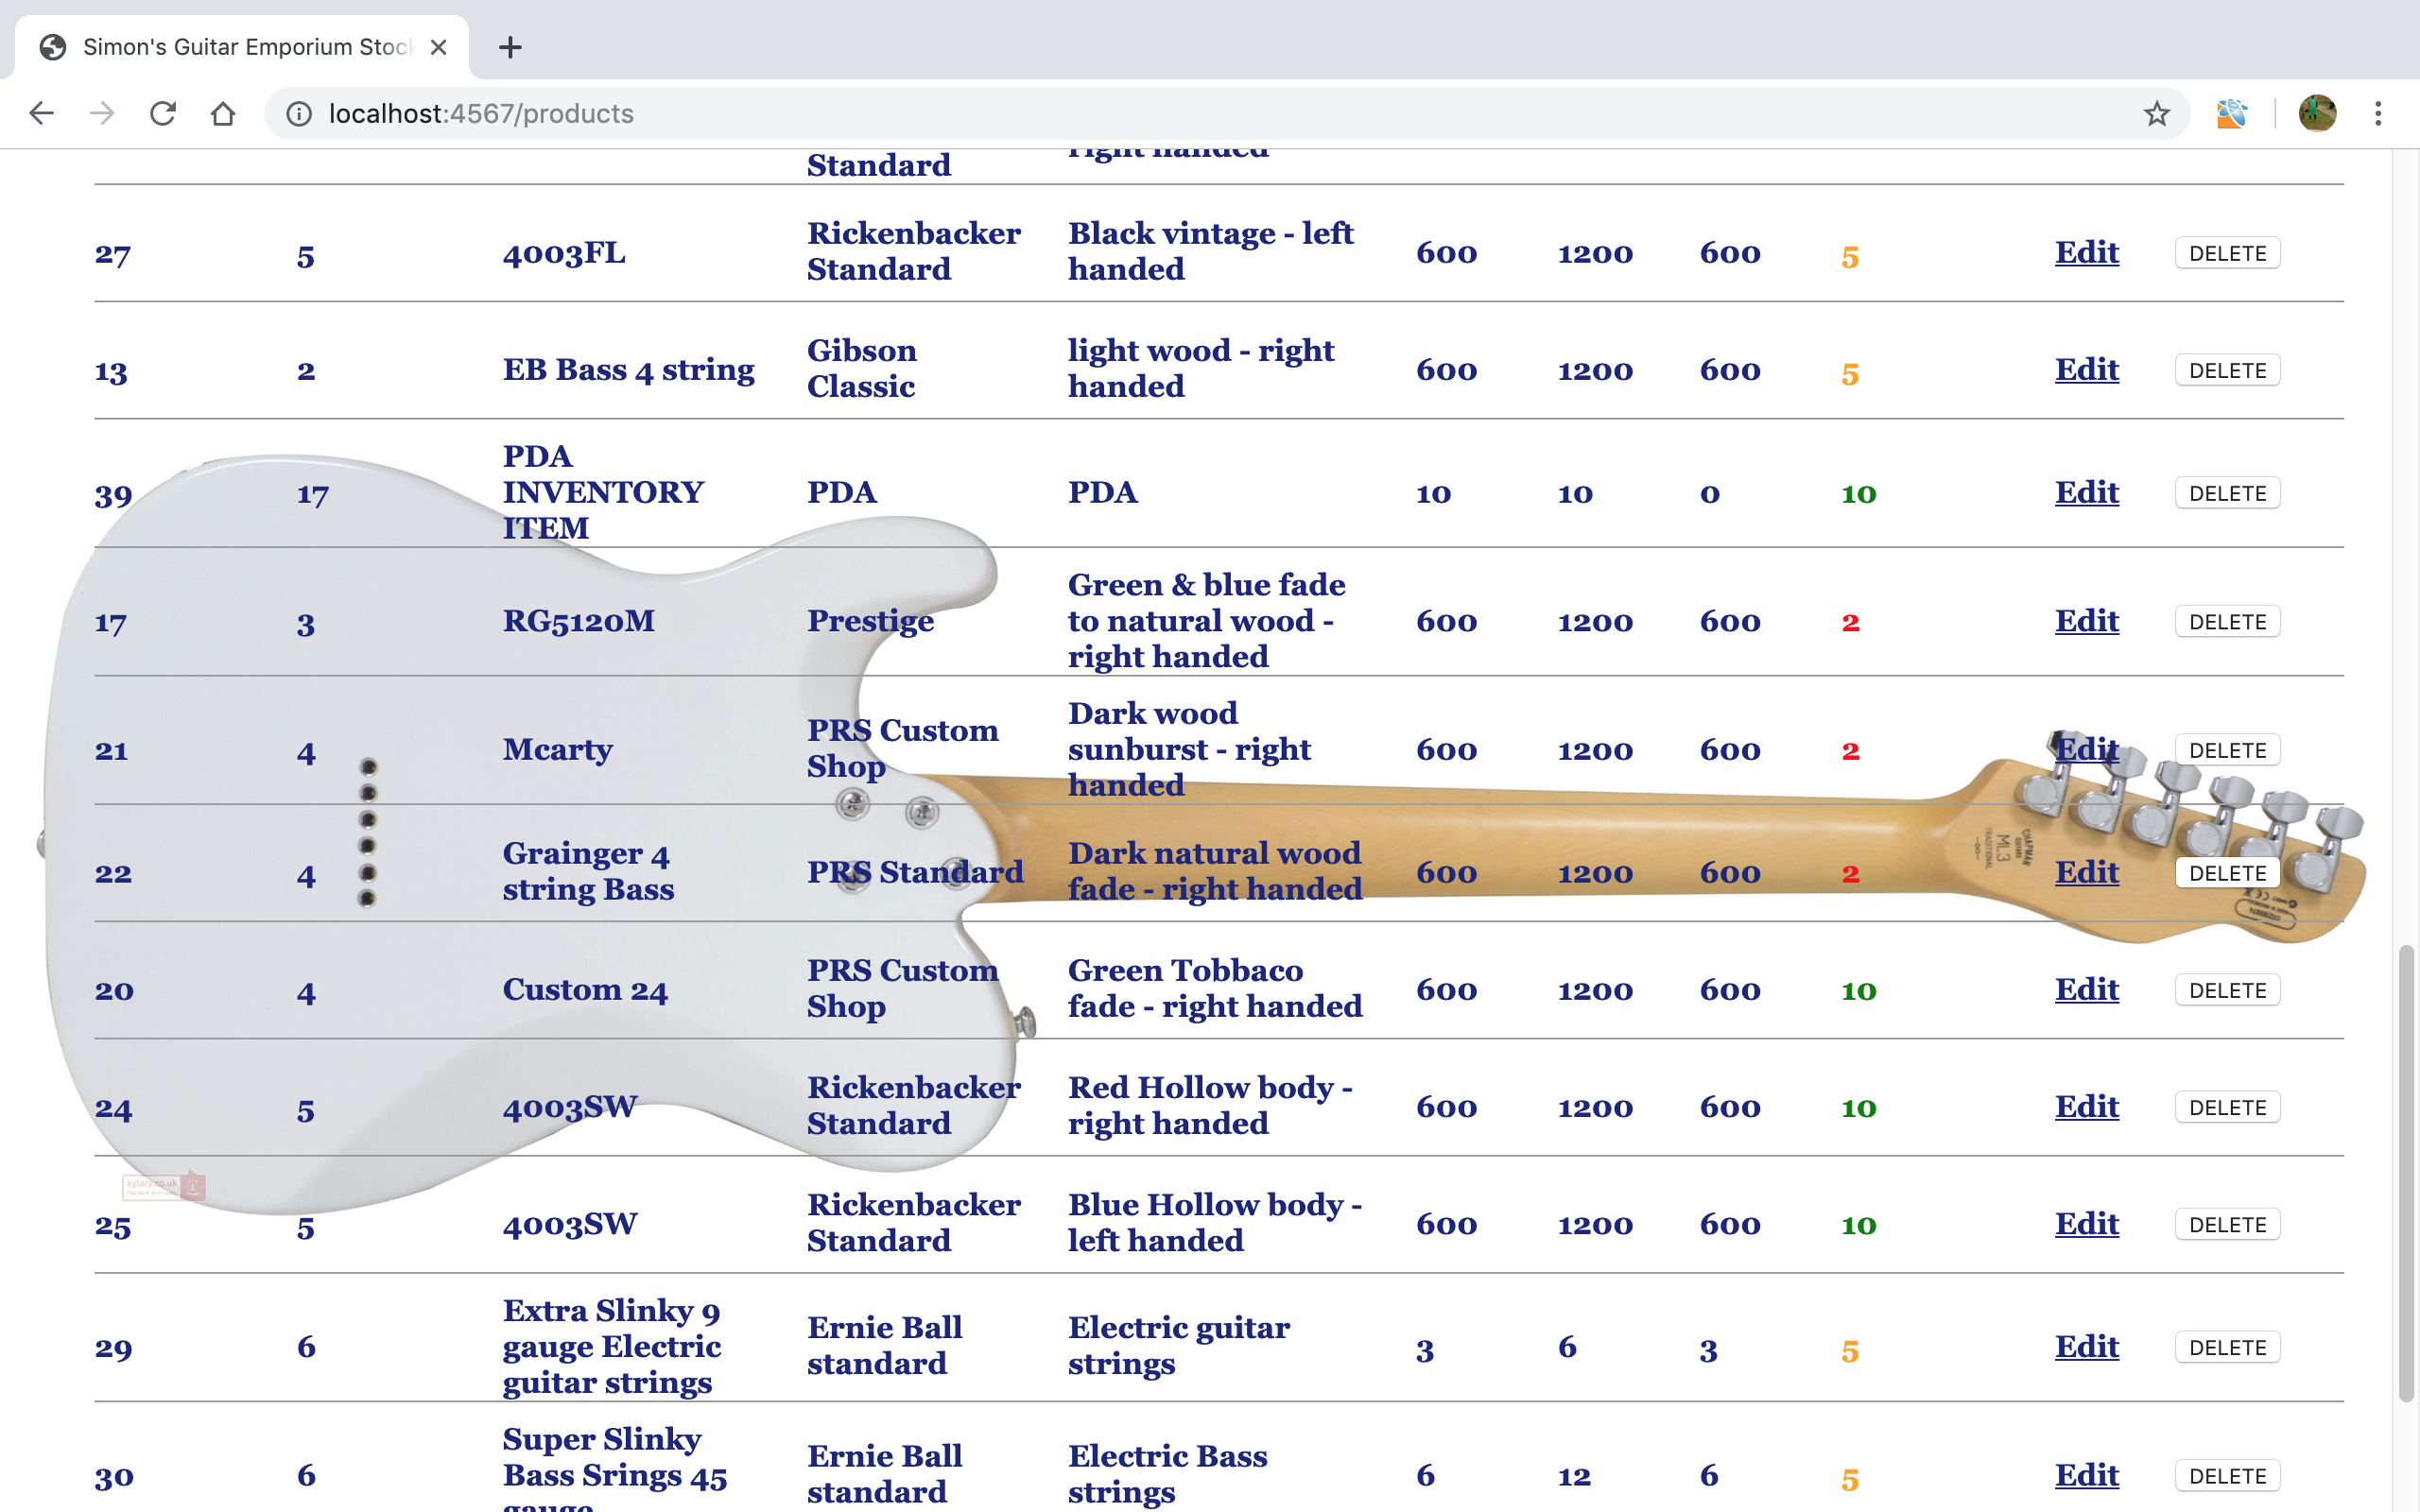 Simon's Guitar Emporium Stoc
localhost:4567/products
Standard right handed
27 5 4003FL Rickenbacker Standard Black vintage - left handed 600 1200 600 5 Edit DELETE
13 2 EB Bass 4 string Gibson Classic light wood - right handed 600 1200 600 5 Edit DELETE
39 17 PDA INVENTORY ITEM PDA PDA 10 10 0 10 Edit DELETE
17 3 RG5120M Prestige Green & blue fade to natural wood - right handed 600 1200 600 2 Edit DELETE
21 4 Mcarty PRS Custom Shop Dark wood sunburst - right handed 600 1200 600 2 Edit DELETE
22 4 Grainger 4 string Bass PRS Standard Dark natural wood fade - right handed 600 1200 600 2 Edit DELETE
20 4 Custom 24 PRS Custom Shop Green Tobbaco fade - right handed 600 1200 600 10 Edit DELETE
24 5 4003SW Rickenbacker Standard Red Hollow body - right handed 600 1200 600 10 Edit DELETE
25 5 4003SW Rickenbacker Standard Blue Hollow body - left handed 600 1200 600 10 Edit DELETE
29 6 Extra Slinky 9 gauge Electric guitar strings Ernie Ball standard Electric guitar strings 3 6 3 5 Edit DELETE
30 6 Super Slinky Bass Srings 45 gauge Ernie Ball standard Electric Bass strings 6 12 6 5 Edit DELETE
CHAPMAN
ML3
TRADITIONAL
kytary.co.uk